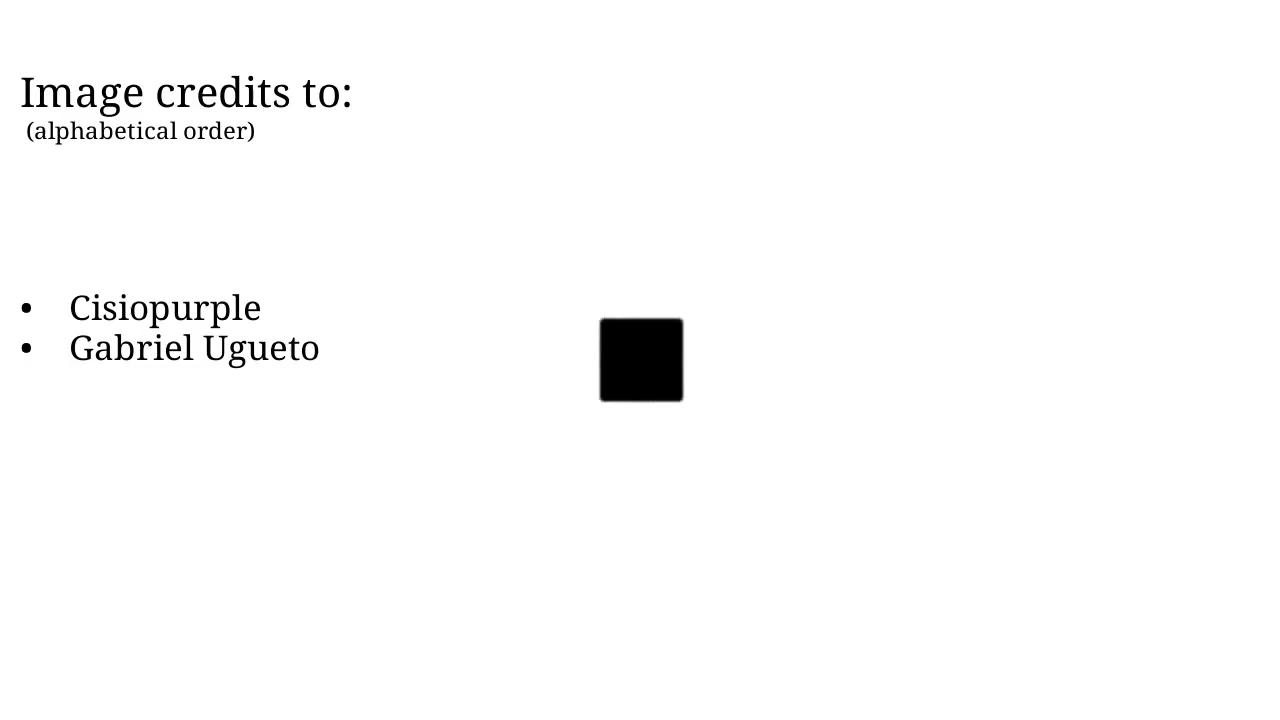 Image credits to:
(alphabetical order)
• Cisiopurple
• Gabriel Ugueto